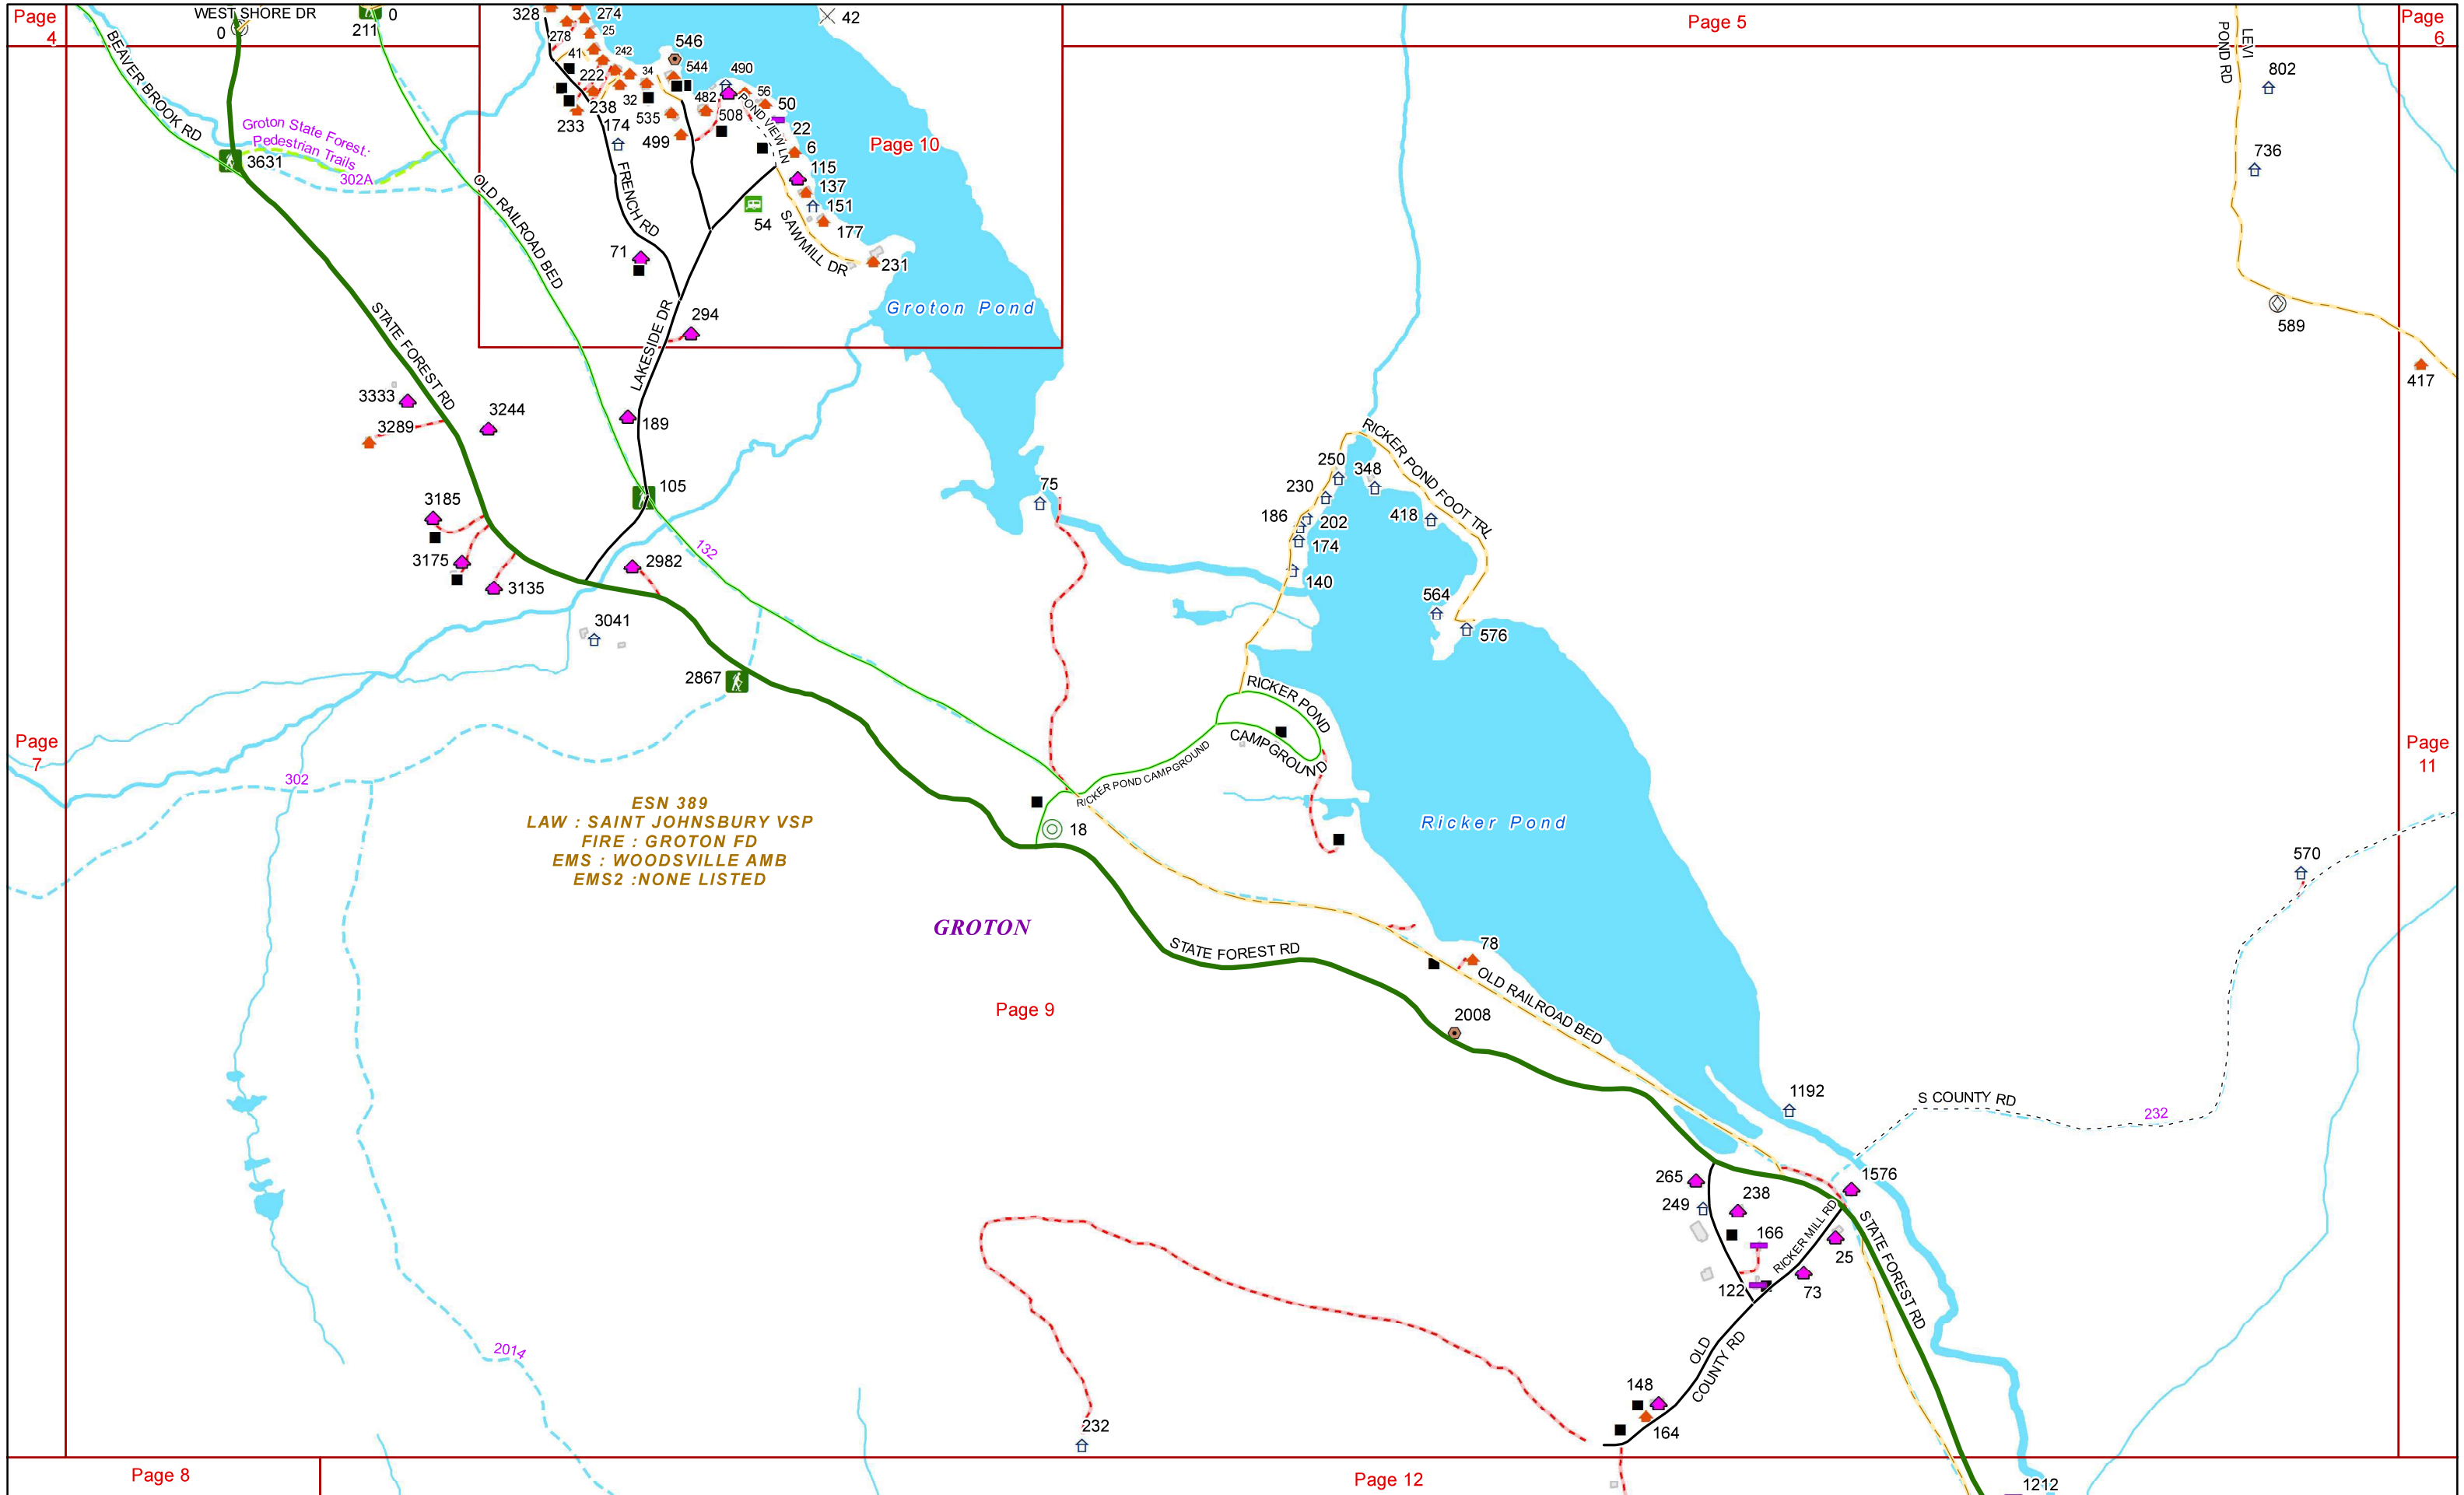 Page
4
WEST SHORE DR
0
211
0
328
274
42
Page 5
Page
6
278
25
41
242
546
222
34
544
490
LEVI
POND RD
802
BEAVER BROOK RD
238
32
482
56
50
233
174
535
508
POND VIEW LN
22
499
6
Page 10
Groton State Forest:
Pedestrian Trails
302A
3631
115
137
151
736
OLD RAILROAD BED
FRENCH RD
54
SAWMILL DR
177
71
231
Groton Pond
589
STATE FOREST RD
LAKESIDE DR
294
417
3333
3244
3289
189
RICKER POND FOOT TRL
250
348
230
75
105
3185
186
202
418
174
132
3175
2982
140
3135
564
3041
576
2867
RICKER POND
CAMPGROUND
RICKER POND CAMPGROUND
Page
7
Page
11
302
ESN 389
LAW : SAINT JOHNSBURY VSP
FIRE : GROTON FD
EMS : WOODSVILLE AMB
EMS2 :NONE LISTED
18
Ricker Pond
570
GROTON
STATE FOREST RD
78
OLD RAILROAD BED
Page 9
2008
1192
S COUNTY RD
232
265
1576
249
238
166
RICKER MILL RD
25
STATE FOREST RD
122
73
2014
OLD
COUNTY RD
148
164
232
Page 8
Page 12
1212